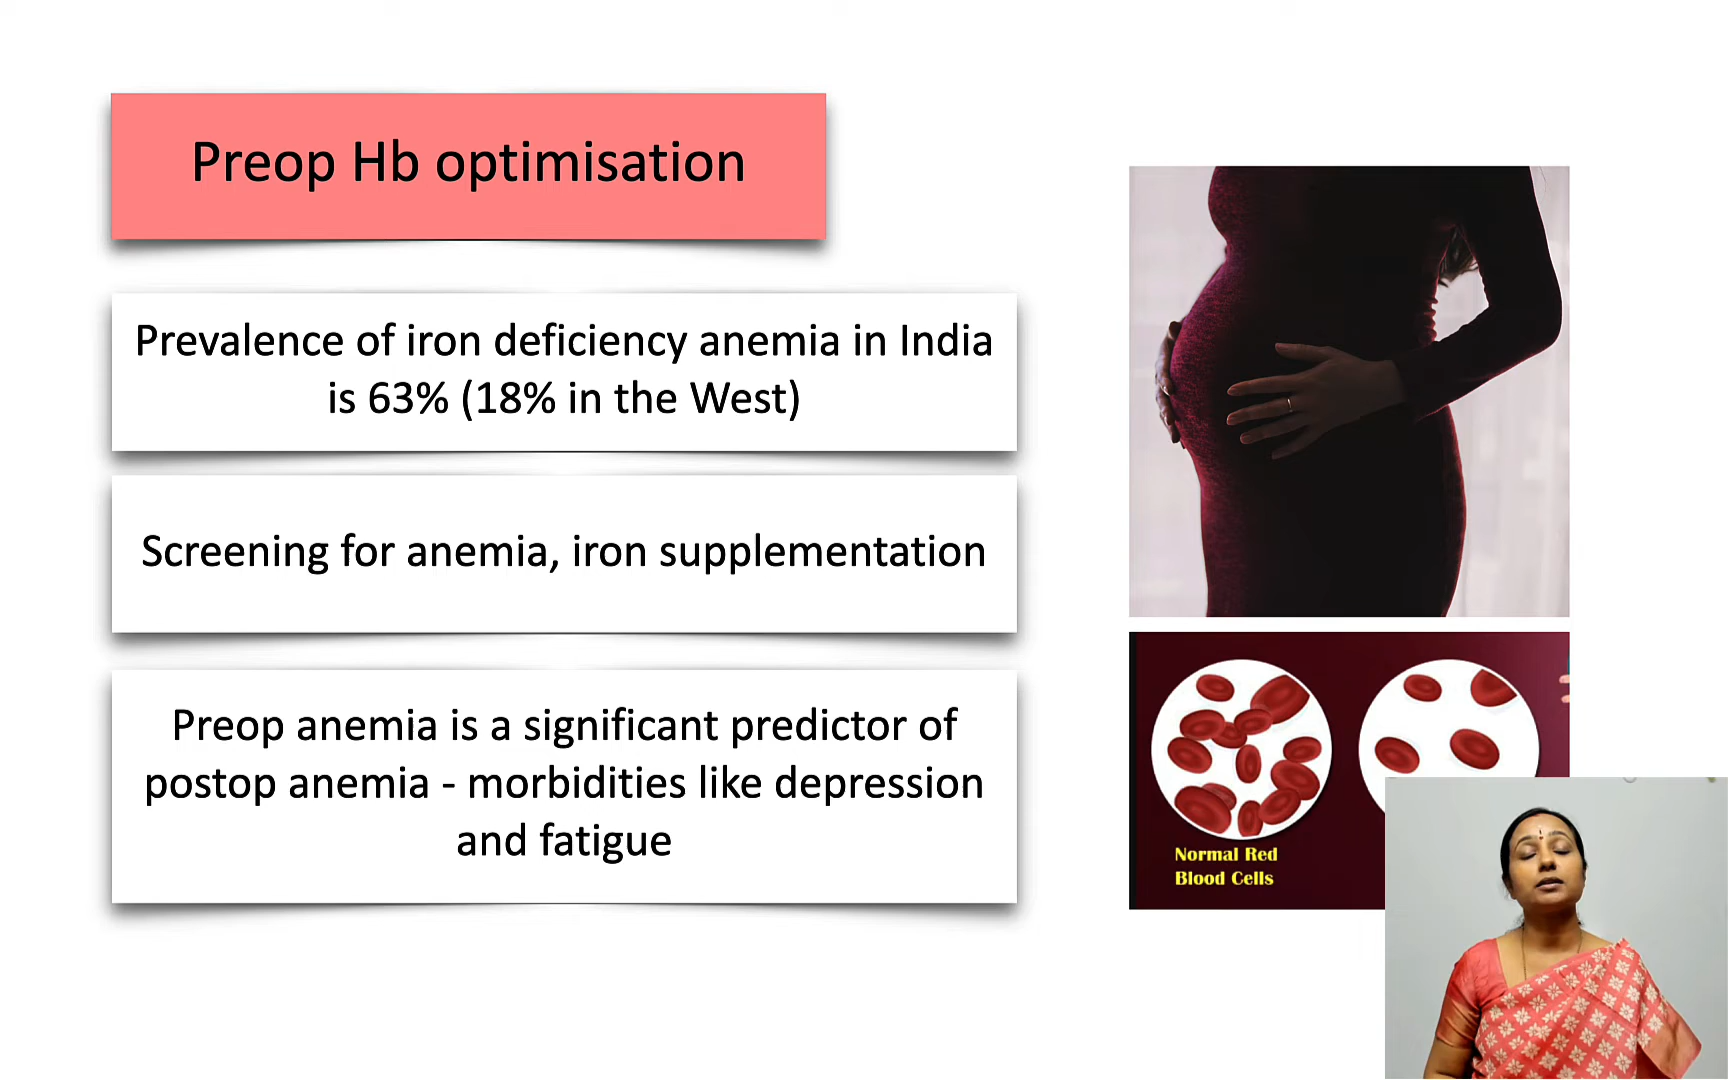 Preop Hb optimisation
Prevalence of iron deficiency anemia in India
is 63% (18% in the West)
Screening for anemia, iron supplementation
Preop anemia is a significant predictor of
postop anemia - morbidities like depression
and fatigue
Normal Red
Blood Cells